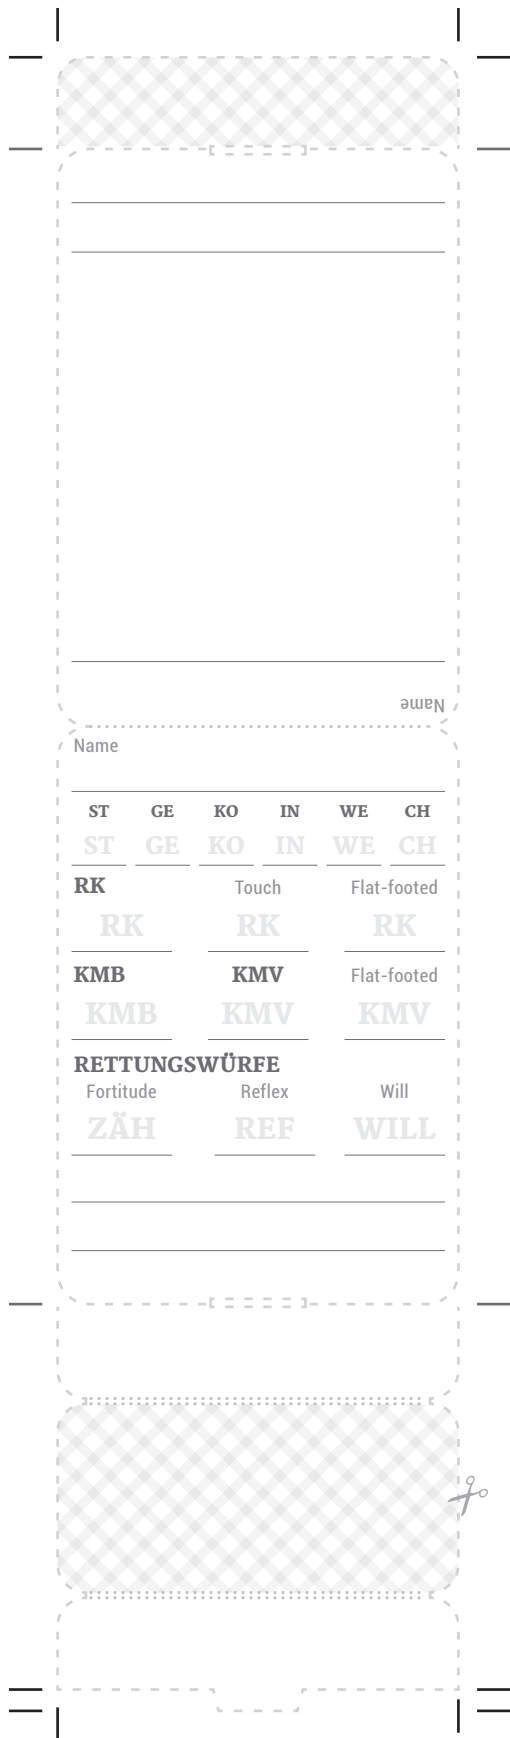 Name
Name
ST GE KO IN WE CH
ST GE KO IN WE CH
RK Touch Flat-footed
RK RK RK
KMB KMV Flat-footed
KMB KMV KMV
RETTUNGSWÜRFE
Fortitude Reflex Will
ZÄH REF WILL